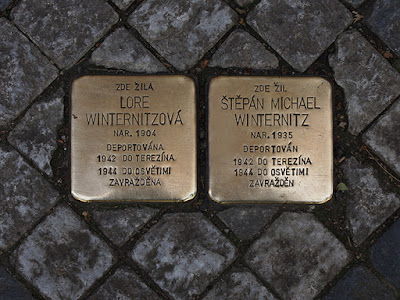 ZDE ŽILA
LORE
WINTERNITZOVÁ
NAR. 1904
DEPORTOVÁNA
1942 DO TEREZÍNA
1944 DO OSVĚTIMI
ZAVRAŽDĚNA
ZDE ŽIL
ŠTĚPÁN MICHAEL
WINTERNITZ
NAR. 1935
DEPORTOVÁN
1942 DO TEREZÍNA
1944 DO OSVĚTIMI
ZAVRAŽDĚN